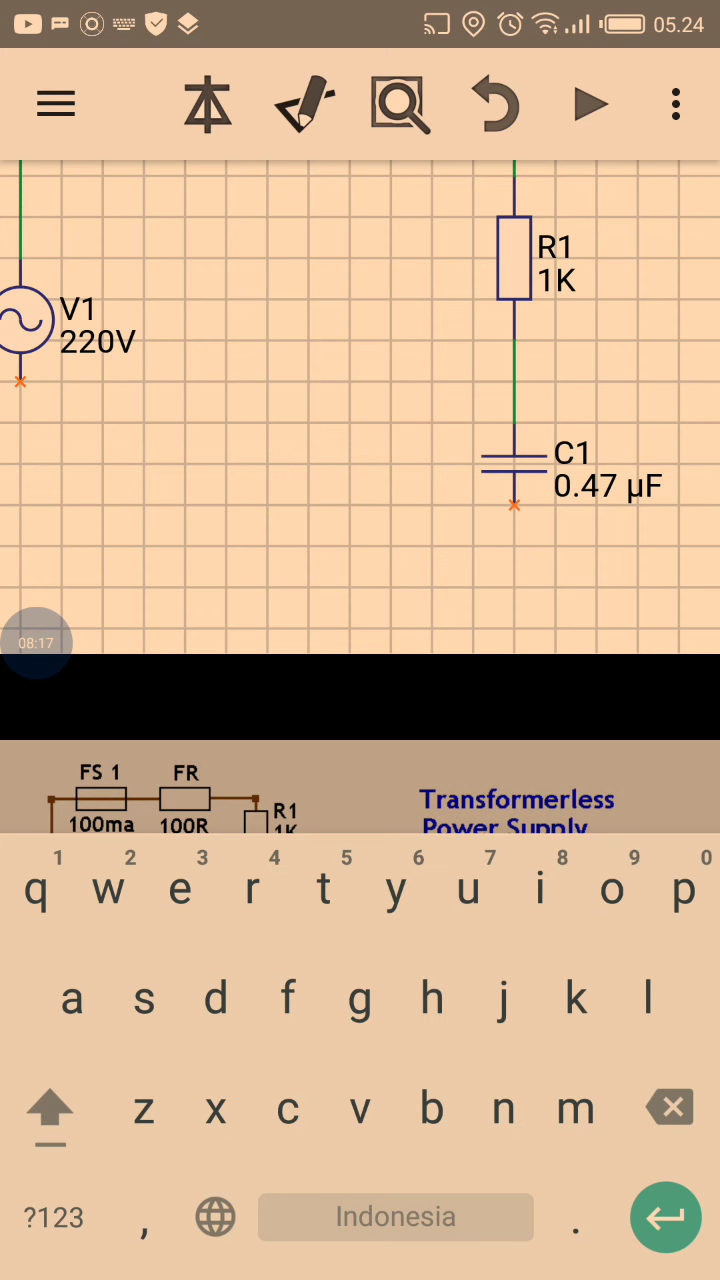 05.24
R1
1K
V1
220V
C1
0.47 µF
08:17
FS 1 FR
R1
100ma 100R 1K
Transformerless
Power Supply
1 2 3 4 5 6 7 8 9 0
q w e r t y u i o p
a s d f g h j k l
z x c v b n m
?123 , Indonesia .